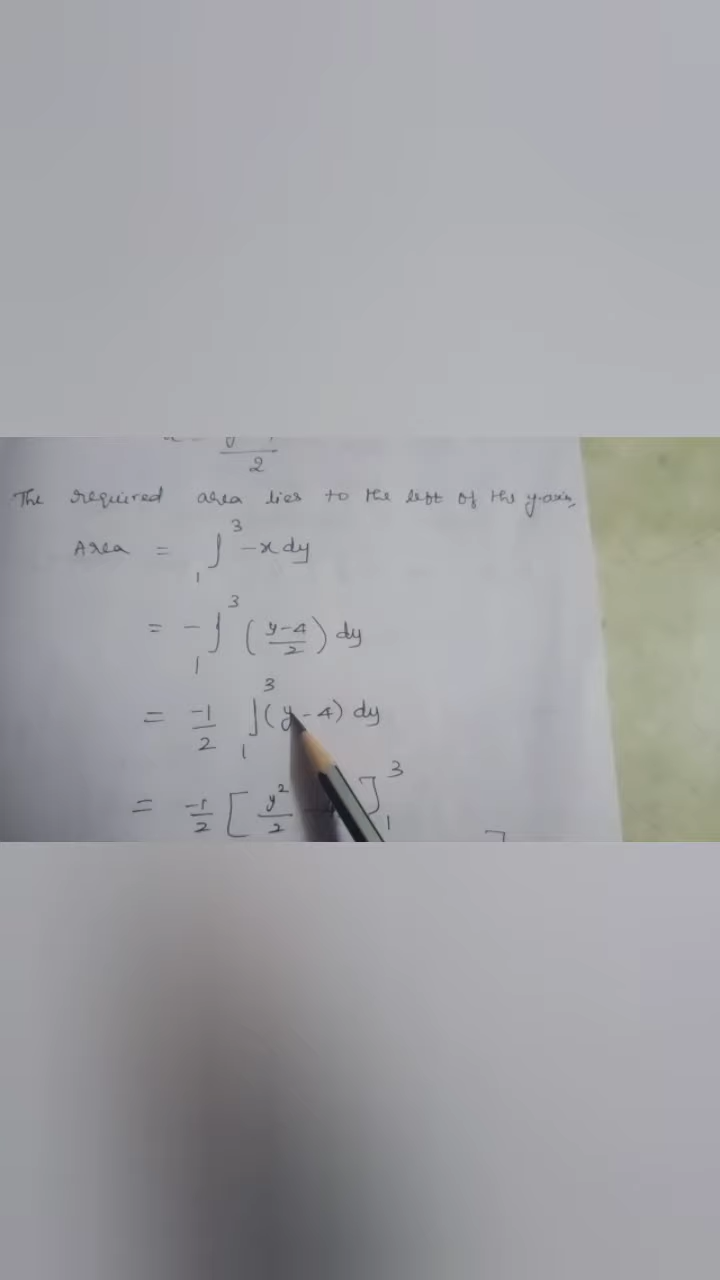 2
The required area lies to the left of the y-axis,
Area = ∫₁³ -x dy
= - ∫₁³ (y-4/2) dy
= -1/2 ∫₁³ (y-4) dy
= -1/2 [ y²/2 ]₁³